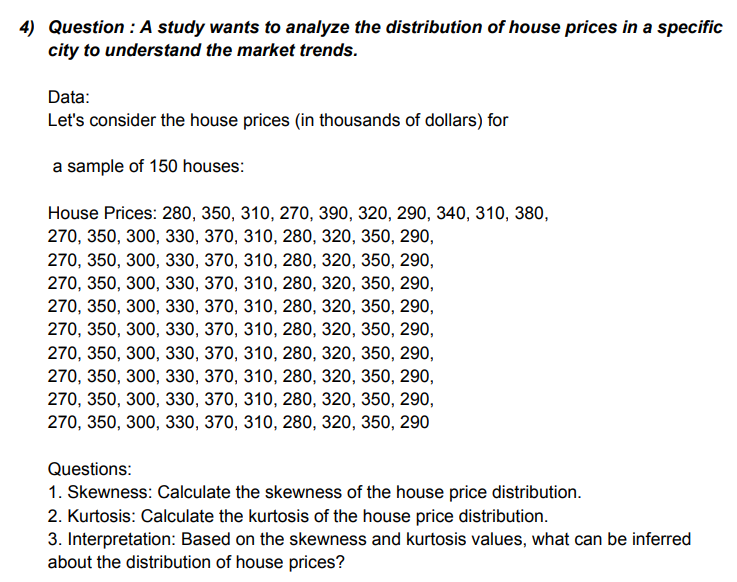 4) Question : A study wants to analyze the distribution of house prices in a specific
city to understand the market trends.
Data:
Let's consider the house prices (in thousands of dollars) for
a sample of 150 houses:
House Prices: 280, 350, 310, 270, 390, 320, 290, 340, 310, 380,
270, 350, 300, 330, 370, 310, 280, 320, 350, 290,
270, 350, 300, 330, 370, 310, 280, 320, 350, 290,
270, 350, 300, 330, 370, 310, 280, 320, 350, 290,
270, 350, 300, 330, 370, 310, 280, 320, 350, 290,
270, 350, 300, 330, 370, 310, 280, 320, 350, 290,
270, 350, 300, 330, 370, 310, 280, 320, 350, 290,
270, 350, 300, 330, 370, 310, 280, 320, 350, 290,
270, 350, 300, 330, 370, 310, 280, 320, 350, 290,
270, 350, 300, 330, 370, 310, 280, 320, 350, 290
Questions:
1. Skewness: Calculate the skewness of the house price distribution.
2. Kurtosis: Calculate the kurtosis of the house price distribution.
3. Interpretation: Based on the skewness and kurtosis values, what can be inferred
about the distribution of house prices?